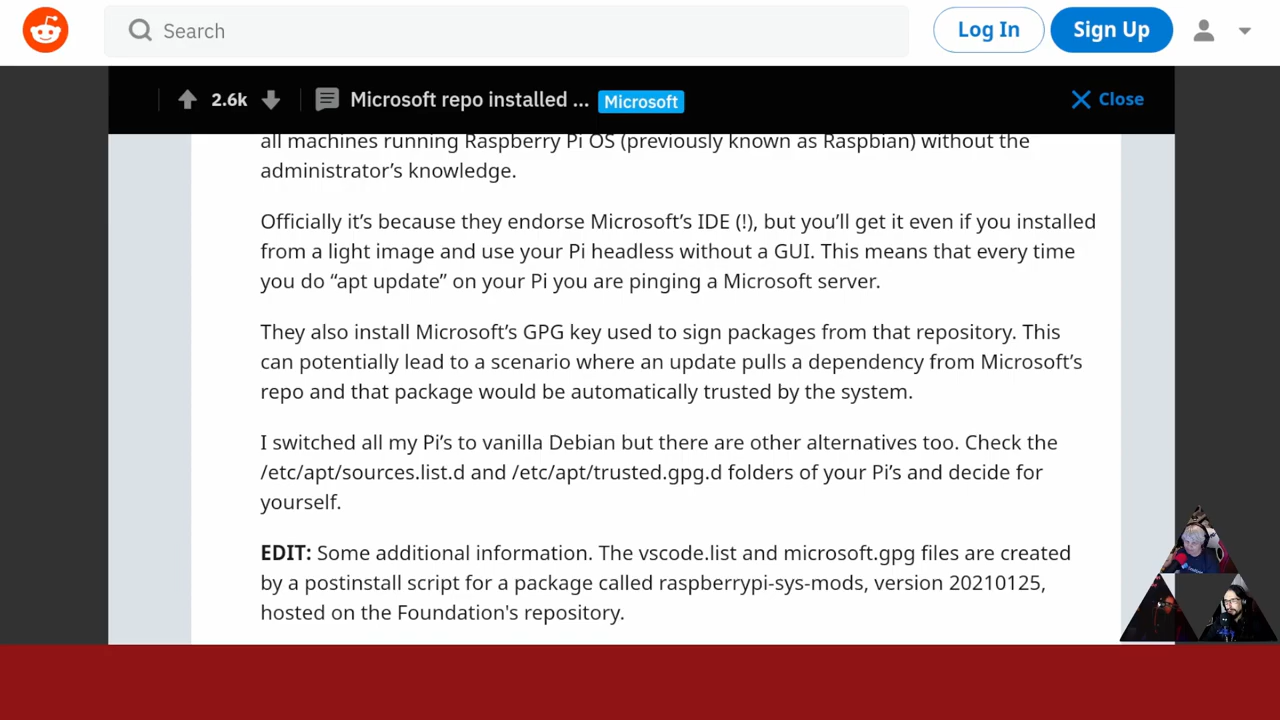 Search
Log In
Sign Up
2.6k
Microsoft repo installed ...
Microsoft
Close
all machines running Raspberry Pi OS (previously known as Raspbian) without the
administrator’s knowledge.
Officially it’s because they endorse Microsoft’s IDE (!), but you’ll get it even if you installed
from a light image and use your Pi headless without a GUI. This means that every time
you do “apt update” on your Pi you are pinging a Microsoft server.
They also install Microsoft’s GPG key used to sign packages from that repository. This
can potentially lead to a scenario where an update pulls a dependency from Microsoft’s
repo and that package would be automatically trusted by the system.
I switched all my Pi’s to vanilla Debian but there are other alternatives too. Check the
/etc/apt/sources.list.d and /etc/apt/trusted.gpg.d folders of your Pi’s and decide for
yourself.
EDIT: Some additional information. The vscode.list and microsoft.gpg files are created
by a postinstall script for a package called raspberrypi-sys-mods, version 20210125,
hosted on the Foundation's repository.